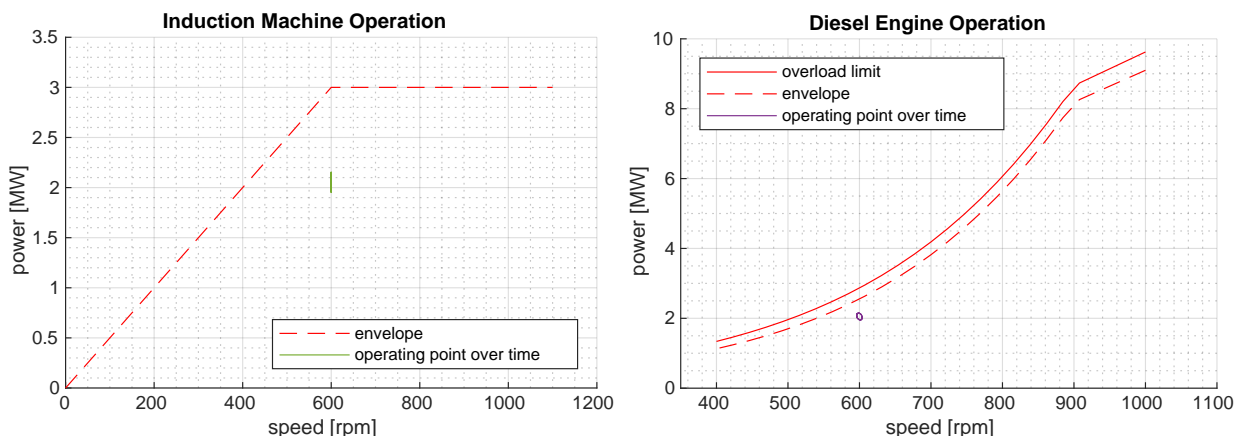 Induction Machine Operation
3.5
3
2.5
2
1.5
1
0.5
0
power [MW]
envelope
operating point over time
0 200 400 600 800 1000 1200
speed [rpm]
Diesel Engine Operation
10
8
6
4
2
0
power [MW]
overload limit
envelope
operating point over time
400 500 600 700 800 900 1000 1100
speed [rpm]